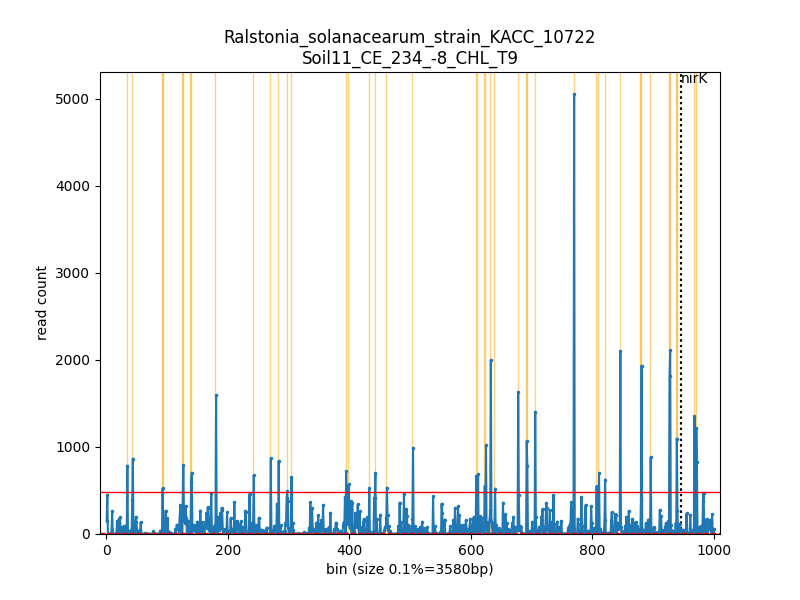 Ralstonia_solanacearum_strain_KACC_10722
Soil11_CE_234_-8_CHL_T9
nirK
5000
4000
3000
2000
1000
0
read count
0 200 400 600 800 1000
bin (size 0.1%=3580bp)